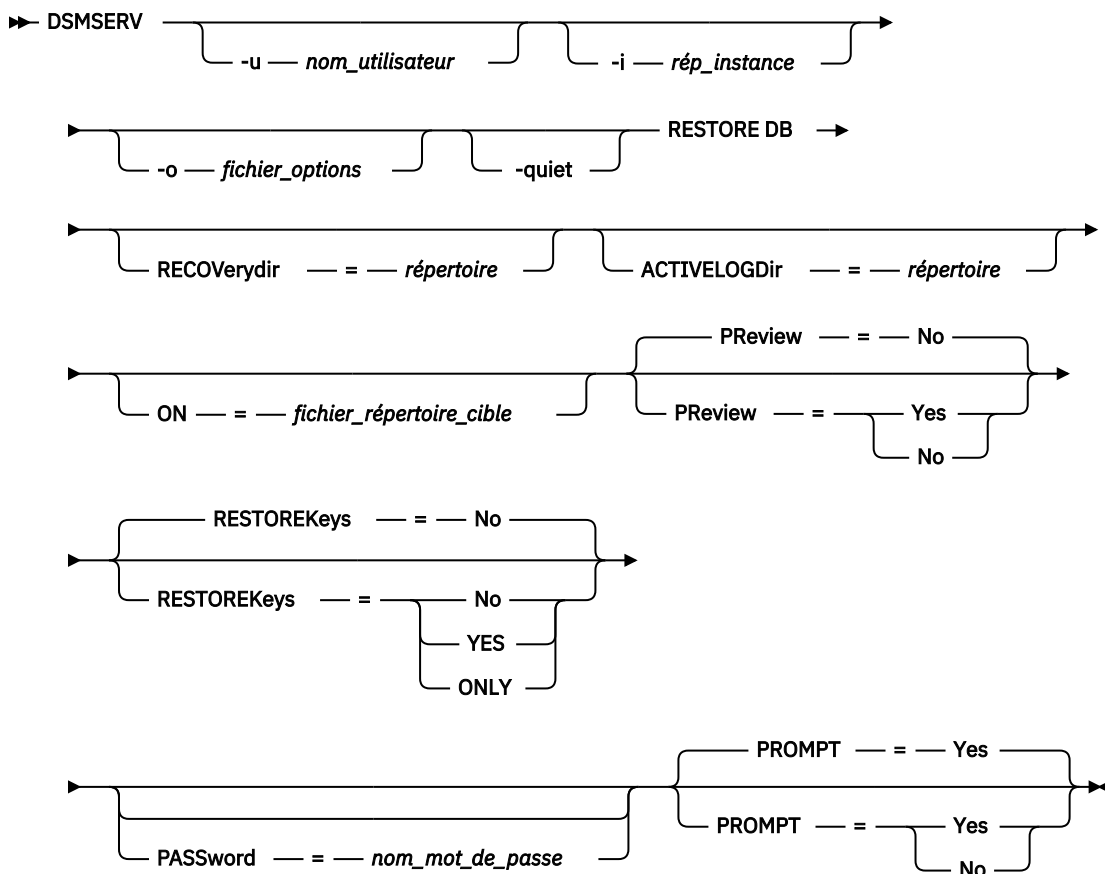 DSMSERV
-u nom_utilisateur
-i rép_instance
-o fichier_options
-quiet
RESTORE DB
RECOVerydir = répertoire
ACTIVELOGDir = répertoire
ON = fichier_répertoire_cible
PReview = No
PReview = Yes
No
RESTOREKeys = No
RESTOREKeys = No
YES
ONLY
PASSword = nom_mot_de_passe
PROMPT = Yes
PROMPT = Yes
No